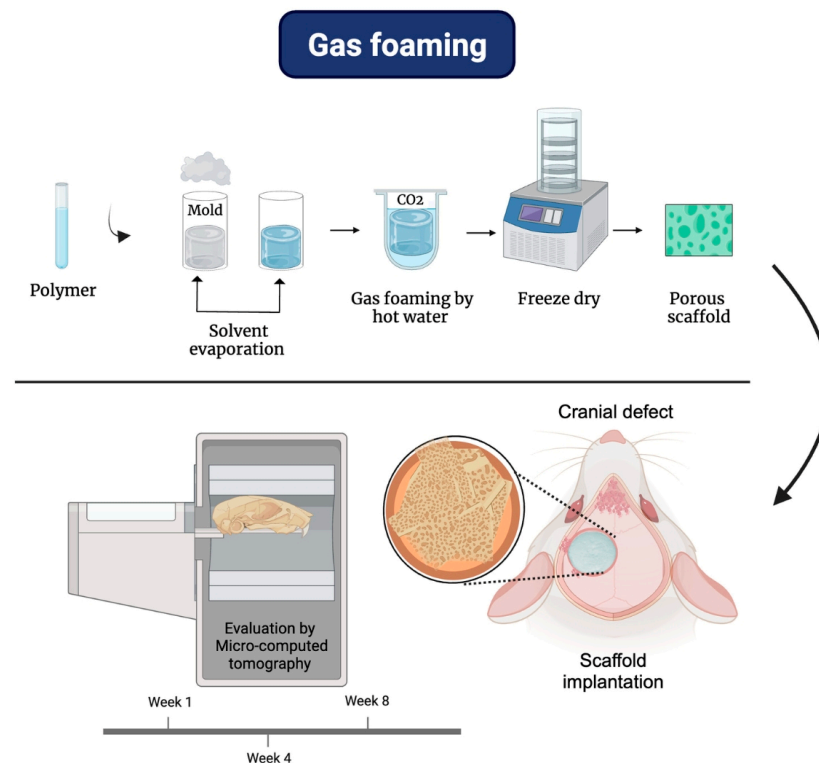 Gas foaming
Mold
CO2
Polymer
Solvent
evaporation
Gas foaming by
hot water
Freeze dry
Porous
scaffold
Cranial defect
Evaluation by
Micro-computed
tomography
Scaffold
implantation
Week 1
Week 8
Week 4